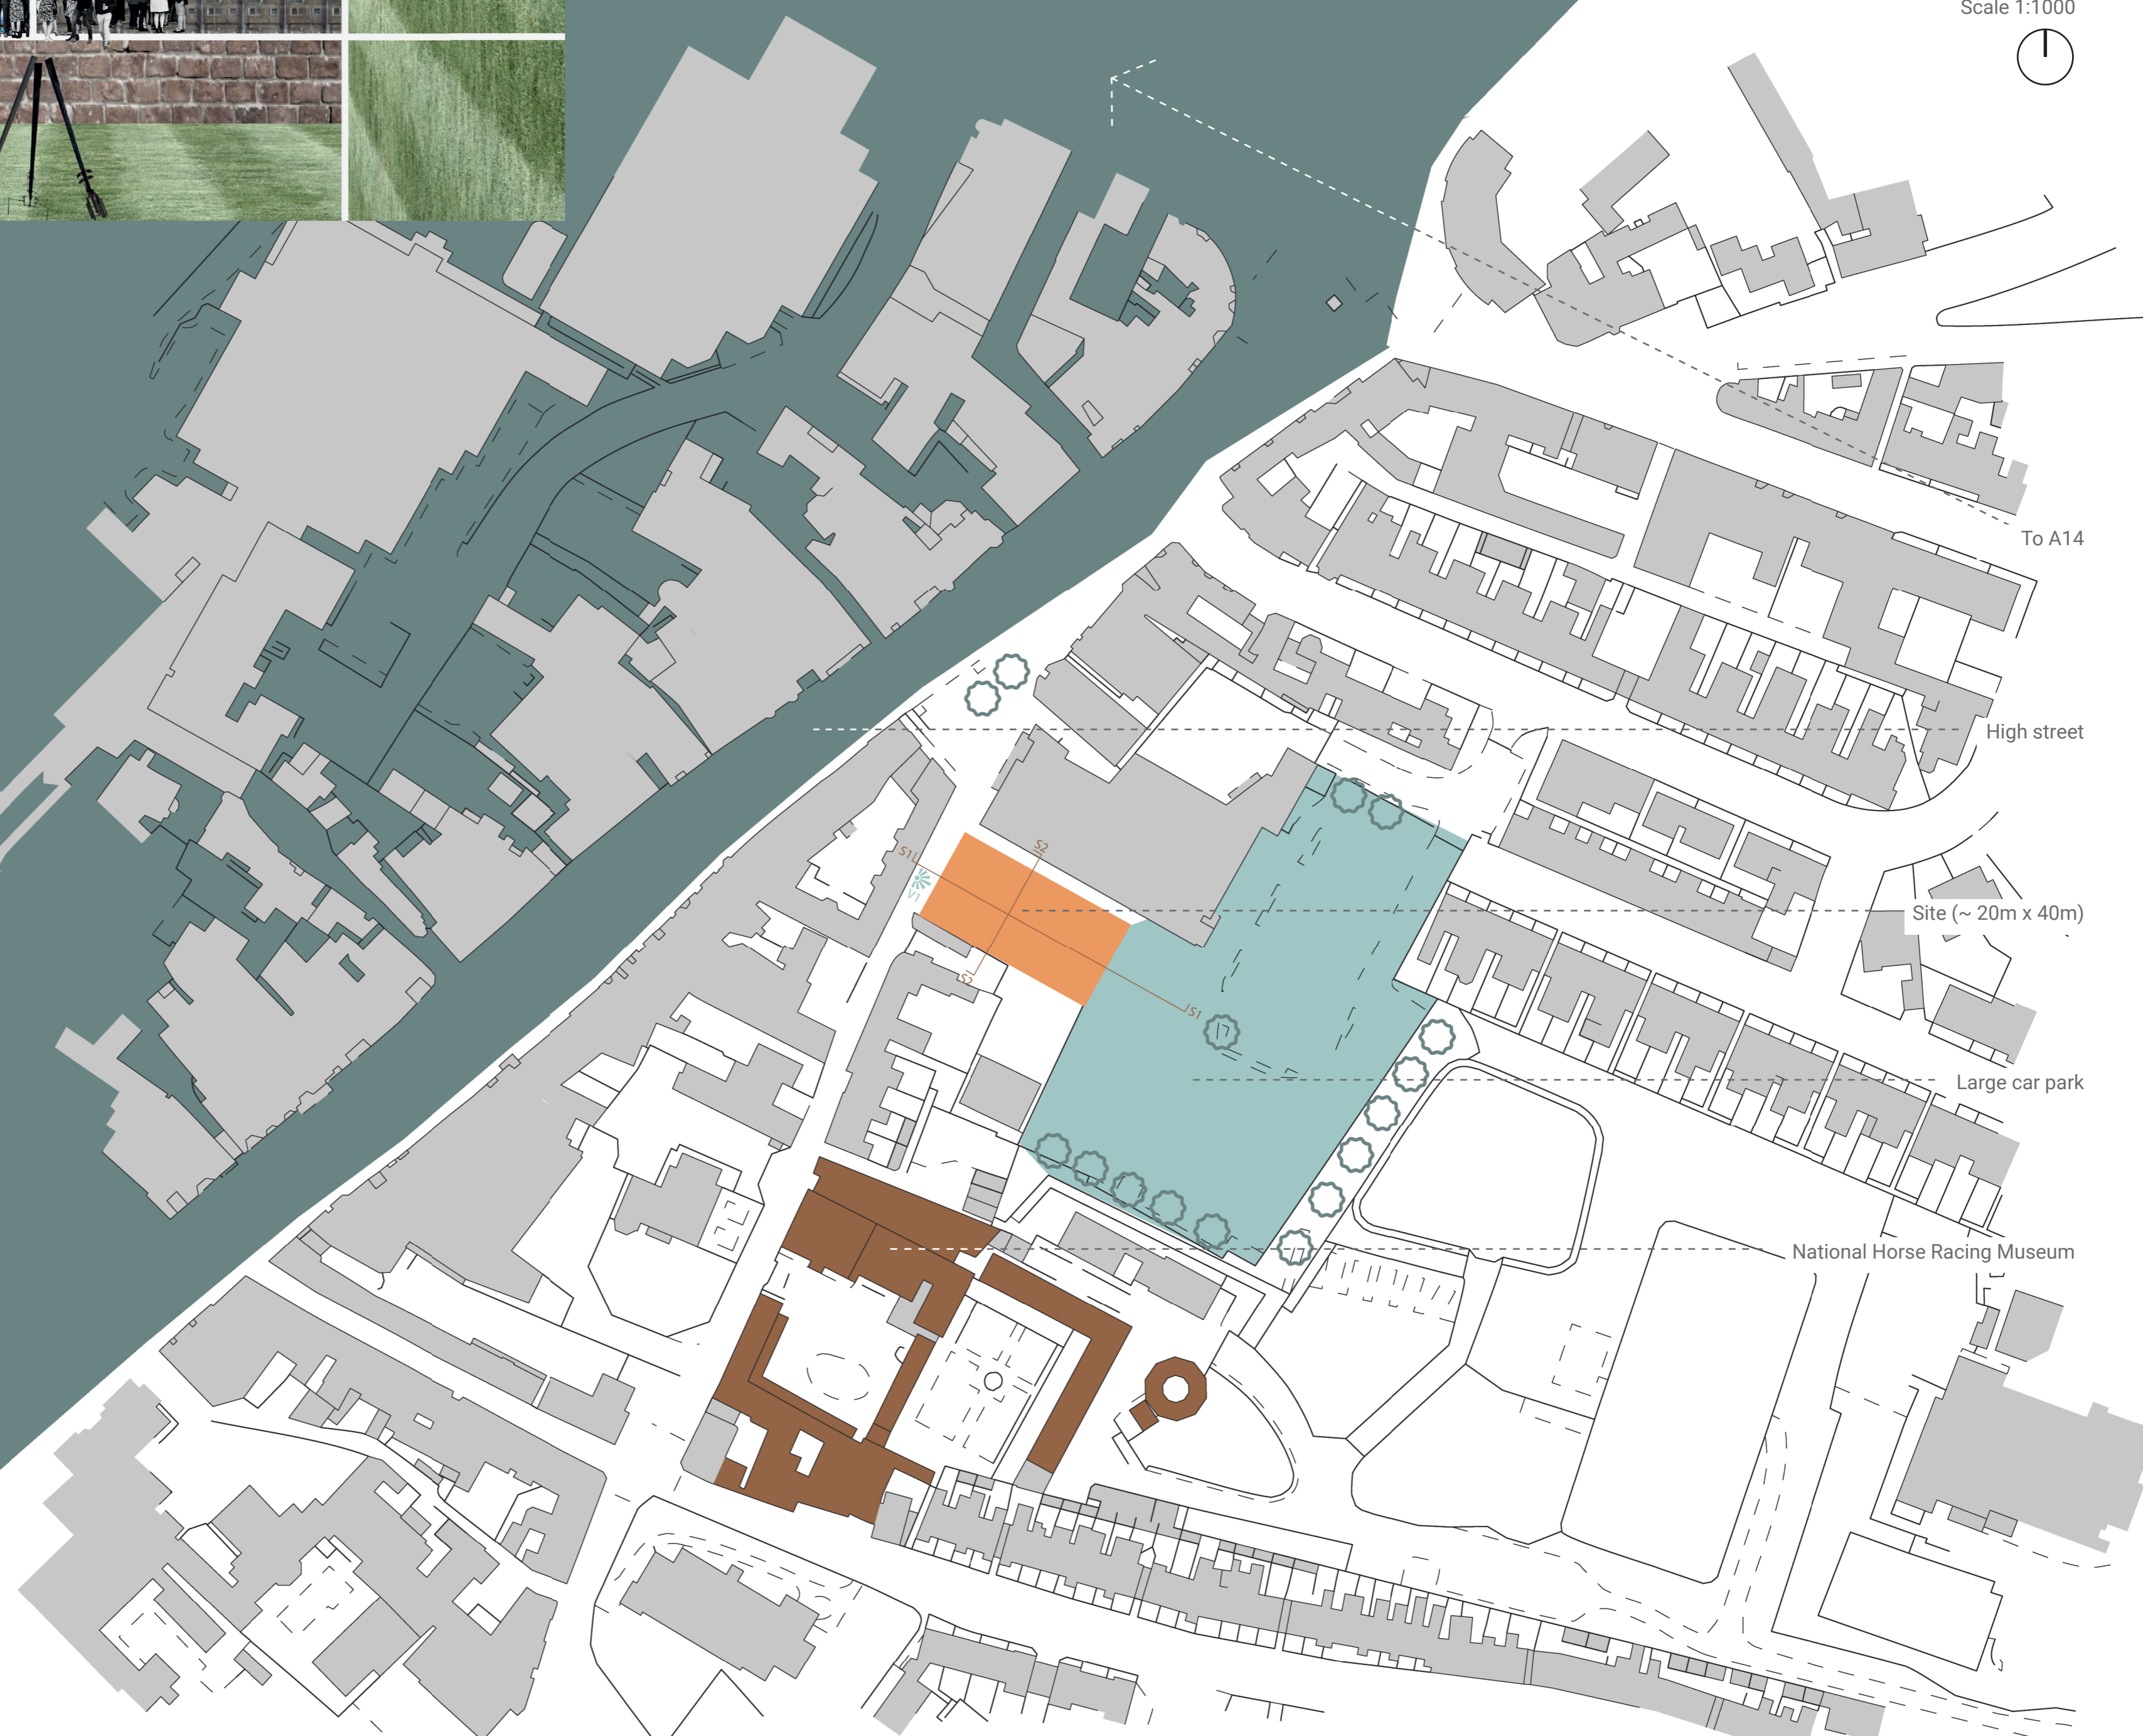 Scale 1:1000
To A14
High street
S2
S1
V1
Site (~ 20m x 40m)
S2
S1
Large car park
National Horse Racing Museum